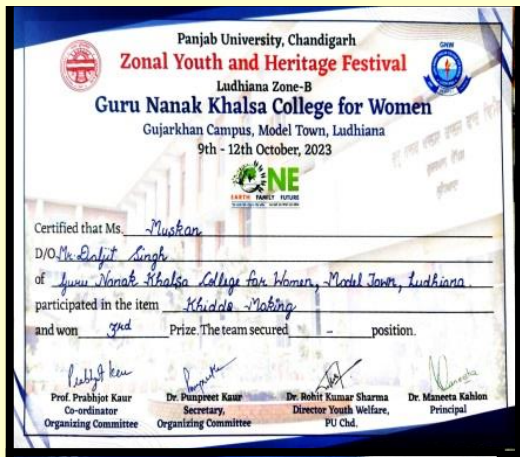 Panjab University, Chandigarh
Zonal Youth and Heritage Festival
GNW
Ludhiana Zone-B
Guru Nanak Khalsa College for Women
Gujarkhan Campus, Model Town, Ludhiana
9th - 12th October, 2023
ONE
EARTH FAMILY FUTURE
Certified that Ms. Muskan
D/O Mr. Daljit Singh
of Guru Nanak Khalsa College for Women, Model Town, Ludhiana.
participated in the item Khiddo Making
and won 3rd Prize. The team secured - position.
Prof. Prabhjot Kaur Dr. Punpreet Kaur Dr. Rohit Kumar Sharma Dr. Maneeta Kahlon
Co-ordinator Secretary, Director Youth Welfare, Principal
Organizing Committee Organizing Committee PU Chd.